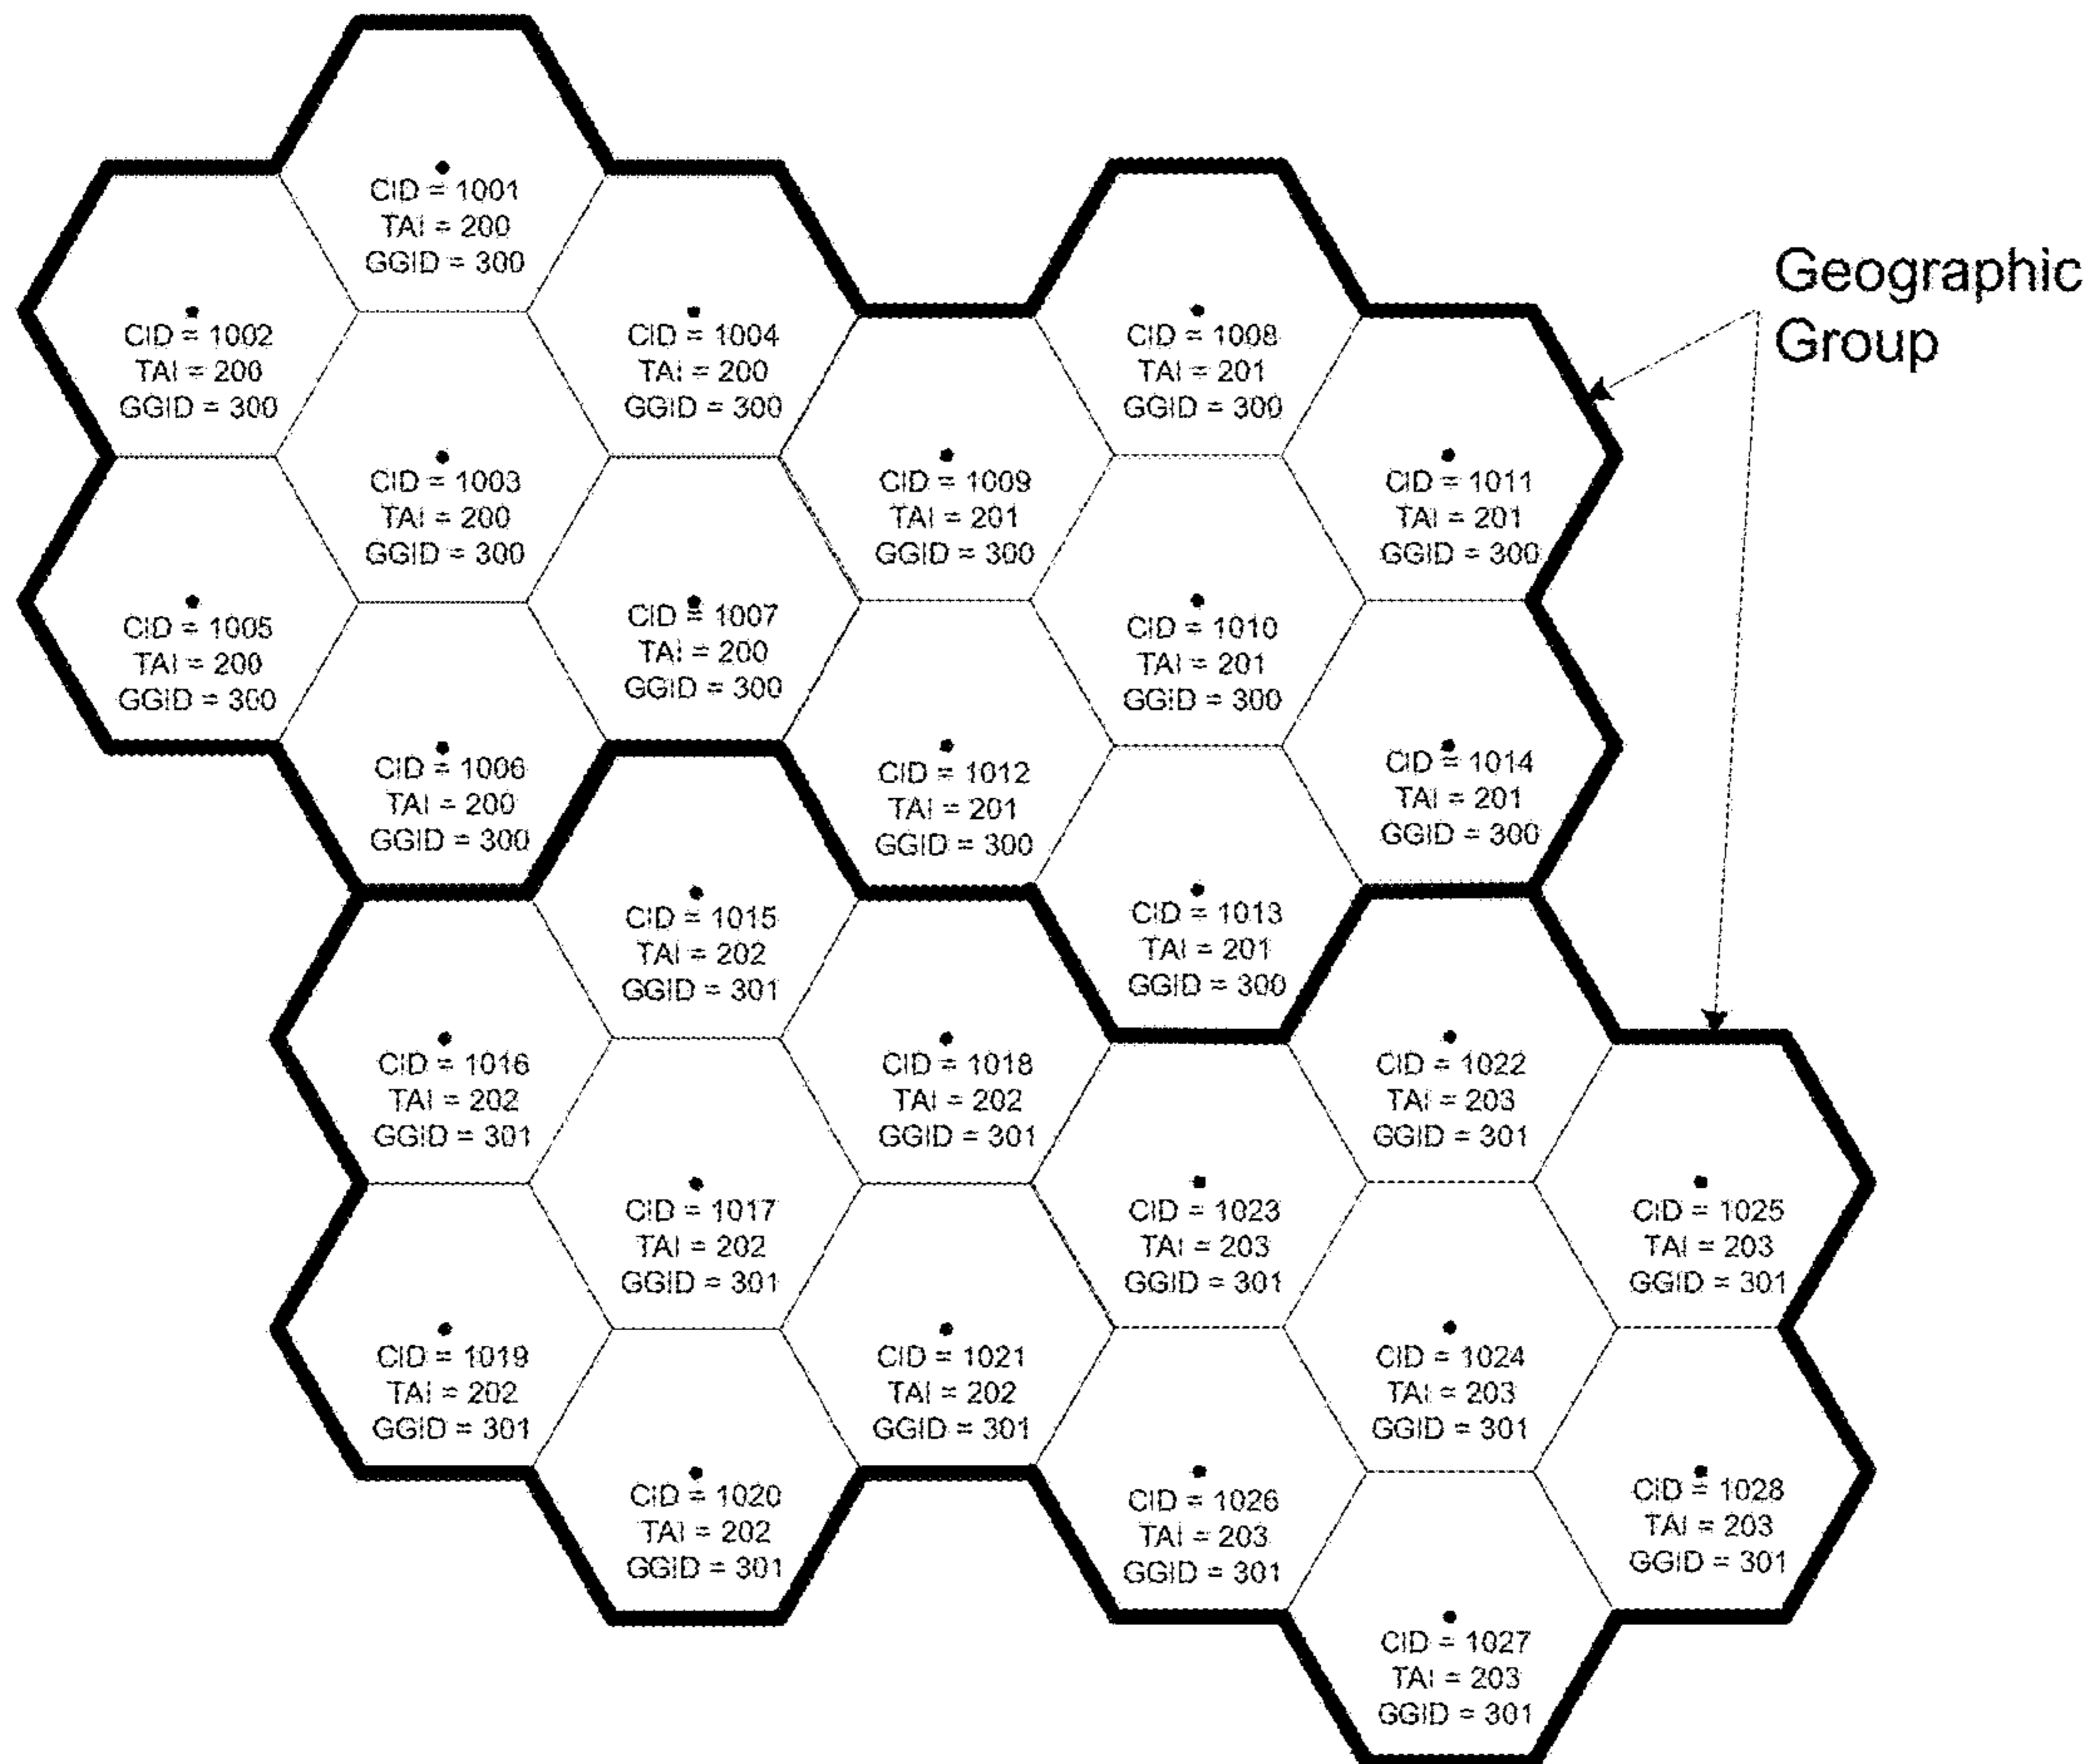 CID = 1001
TAI = 200
GGID = 300
CID = 1002
TAI = 200
GGID = 300
CID = 1004
TAI = 200
GGID = 300
CID = 1008
TAI = 201
GGID = 300
Geographic
Group
CID = 1003
TAI = 200
GGID = 300
CID = 1009
TAI = 201
GGID = 300
CID = 1011
TAI = 201
GGID = 300
CID = 1005
TAI = 200
GGID = 300
CID = 1007
TAI = 200
GGID = 300
CID = 1010
TAI = 201
GGID = 300
CID = 1006
TAI = 200
GGID = 300
CID = 1012
TAI = 201
GGID = 300
CID = 1014
TAI = 201
GGID = 300
CID = 1015
TAI = 202
GGID = 301
CID = 1013
TAI = 201
GGID = 300
CID = 1016
TAI = 202
GGID = 301
CID = 1018
TAI = 202
GGID = 301
CID = 1022
TAI = 203
GGID = 301
CID = 1017
TAI = 202
GGID = 301
CID = 1023
TAI = 203
GGID = 301
CID = 1025
TAI = 203
GGID = 301
CID = 1019
TAI = 202
GGID = 301
CID = 1021
TAI = 202
GGID = 301
CID = 1024
TAI = 203
GGID = 301
CID = 1020
TAI = 202
GGID = 301
CID = 1026
TAI = 203
GGID = 301
CID = 1028
TAI = 203
GGID = 301
CID = 1027
TAI = 203
GGID = 301